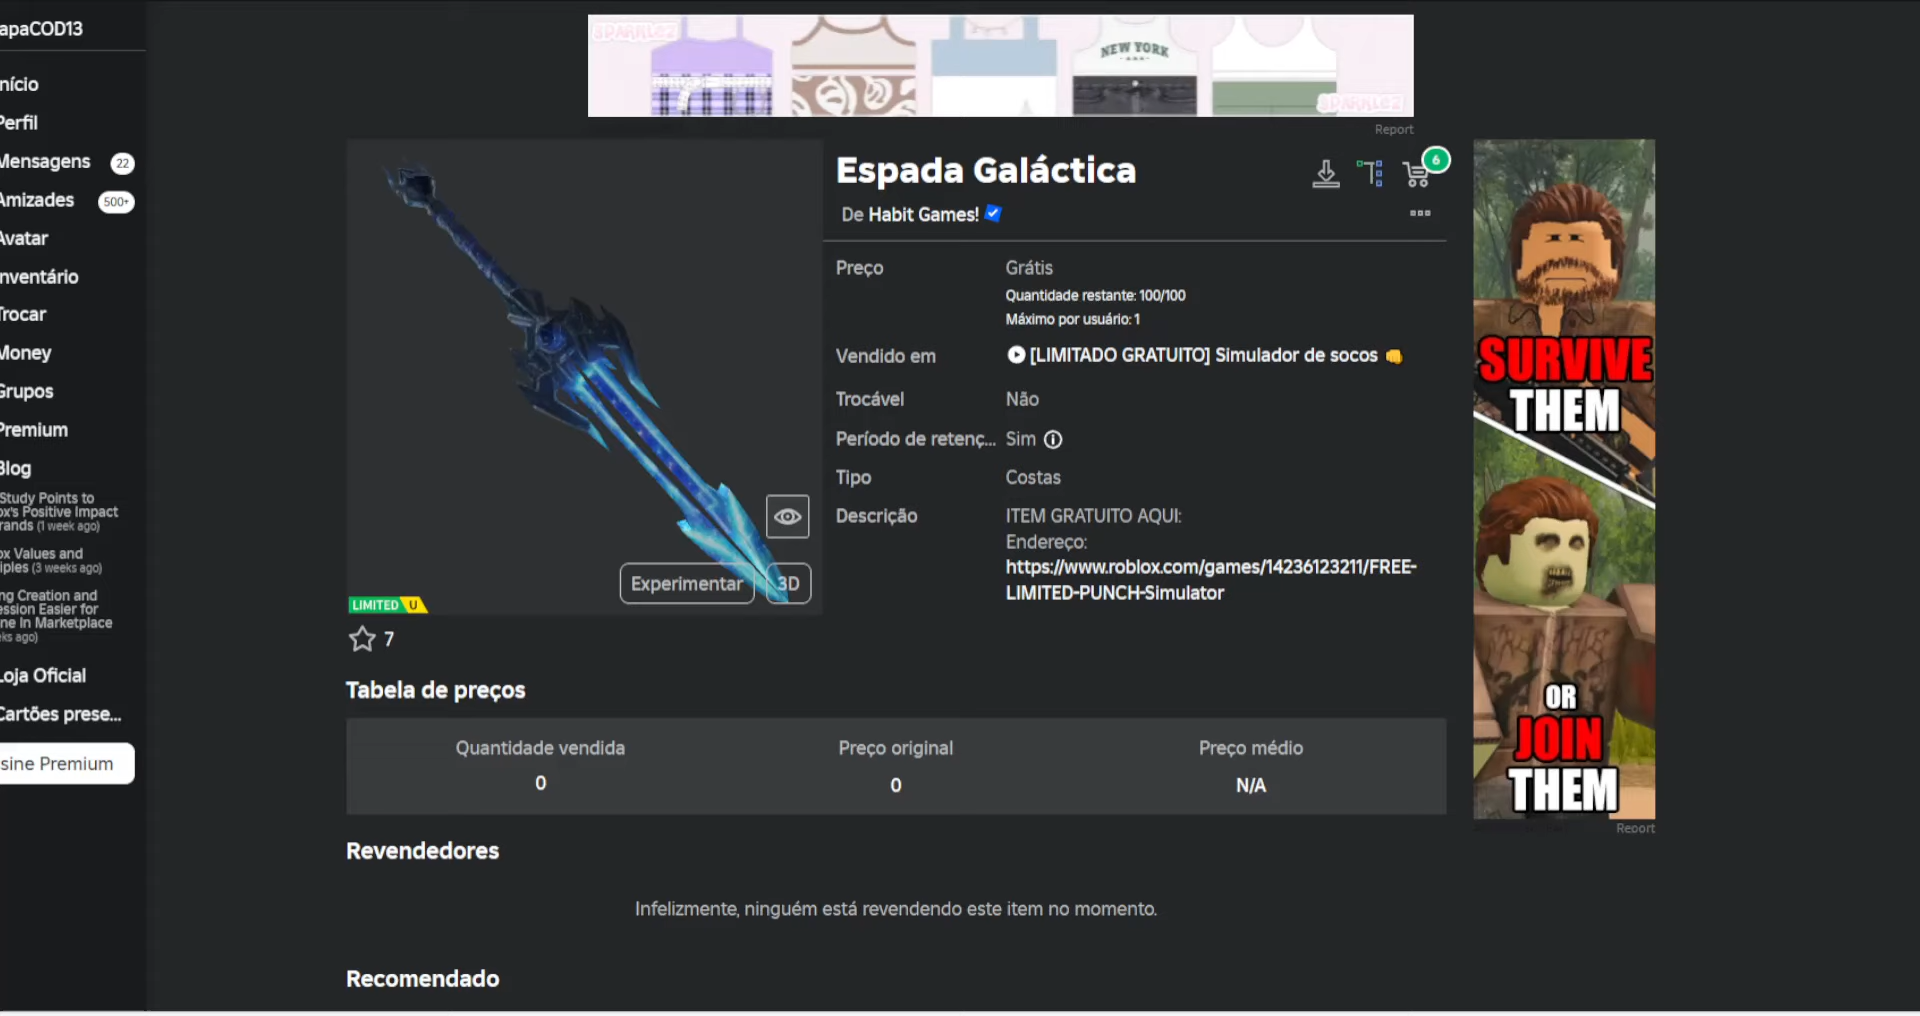 apaCOD13
nício
Perfil
Mensagens 22
Amizades 500+
Avatar
nventário
Trocar
Money
Grupos
Premium
Blog
Study Points to
ox's Positive Impact
rands (1 week ago)
ox Values and
iples (3 weeks ago)
ng Creation and
ession Easier for
ne In Marketplace
ks ago)
Loja Oficial
Cartões prese...
sine Premium
SPARKLEZ
NEW YORK
SPARKLEZ
Report
Espada Galáctica
6
De Habit Games!
Preço Grátis
Quantidade restante: 100/100
Máximo por usuário: 1
Vendido em [LIMITADO GRATUITO] Simulador de socos 👊
Trocável Não
Período de retenç... Sim
Tipo Costas
Descrição ITEM GRATUITO AQUI:
Endereço:
https://www.roblox.com/games/14236123211/FREE-
LIMITED-PUNCH-Simulator
Experimentar 3D
LIMITED U
7
Tabela de preços
Quantidade vendida Preço original Preço médio
0 0 N/A
Revendedores
Infelizmente, ninguém está revendendo este item no momento.
Recomendado
SURVIVE
THEM
OR
JOIN
THEM
Report